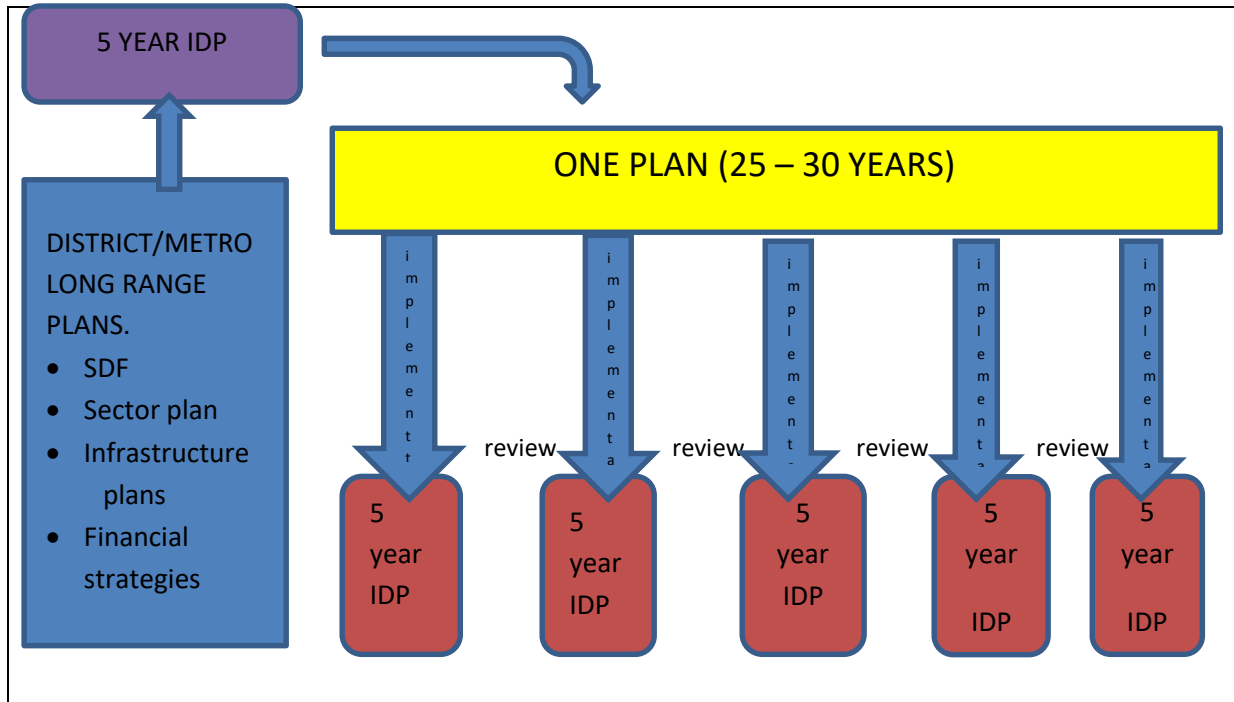 5 YEAR IDP
ONE PLAN (25 – 30 YEARS)
DISTRICT/METRO
LONG RANGE
PLANS.
• SDF
• Sector plan
• Infrastructure
plans
• Financial
strategies
i
m
p
l
e
m
e
n
t
t
i
m
p
l
e
m
e
n
t
a
i
m
p
l
e
m
e
n
t
a
i
m
p
l
e
m
e
n
t
a
i
m
p
l
e
m
e
n
t
a
review
review
review
review
5
year
IDP
5
year
IDP
5
year
IDP
5
year
IDP
5
year
IDP